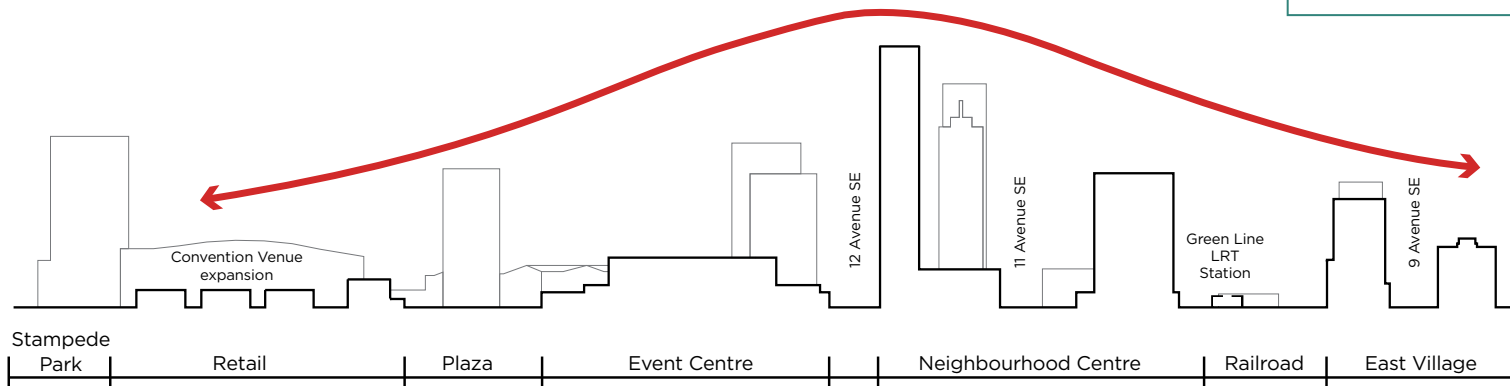 12 Avenue SE
11 Avenue SE
9 Avenue SE
Convention Venue
expansion
Green Line
LRT
Station
Stampede
Park
Retail
Plaza
Event Centre
Neighbourhood Centre
Railroad
East Village